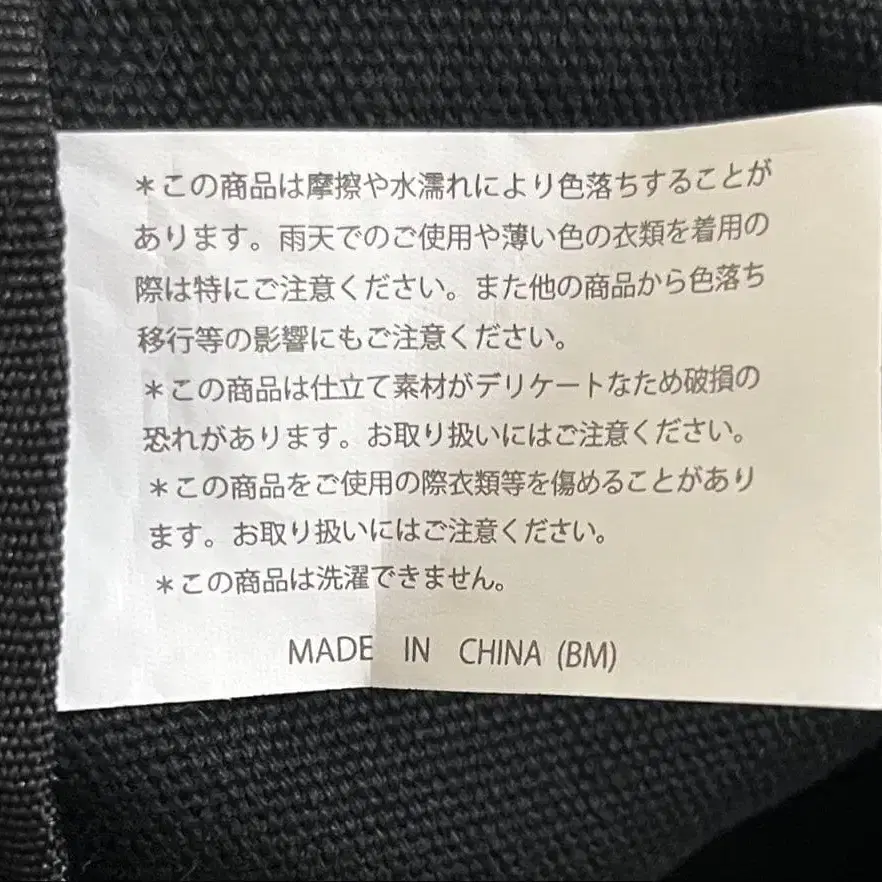 ＊この商品は摩擦や水濡れにより色落ちすることが
あります。雨天でのご使用や薄い色の衣類を着用の
際は特にご注意ください。また他の商品から色落ち
移行等の影響にもご注意ください。
＊この商品は仕立て素材がデリケートなため破損の
恐れがあります。お取り扱いにはご注意ください。
＊この商品をご使用の際衣類等を傷めることがあり
ます。お取り扱いにはご注意ください。
＊この商品は洗濯できません。
MADE IN CHINA (BM)